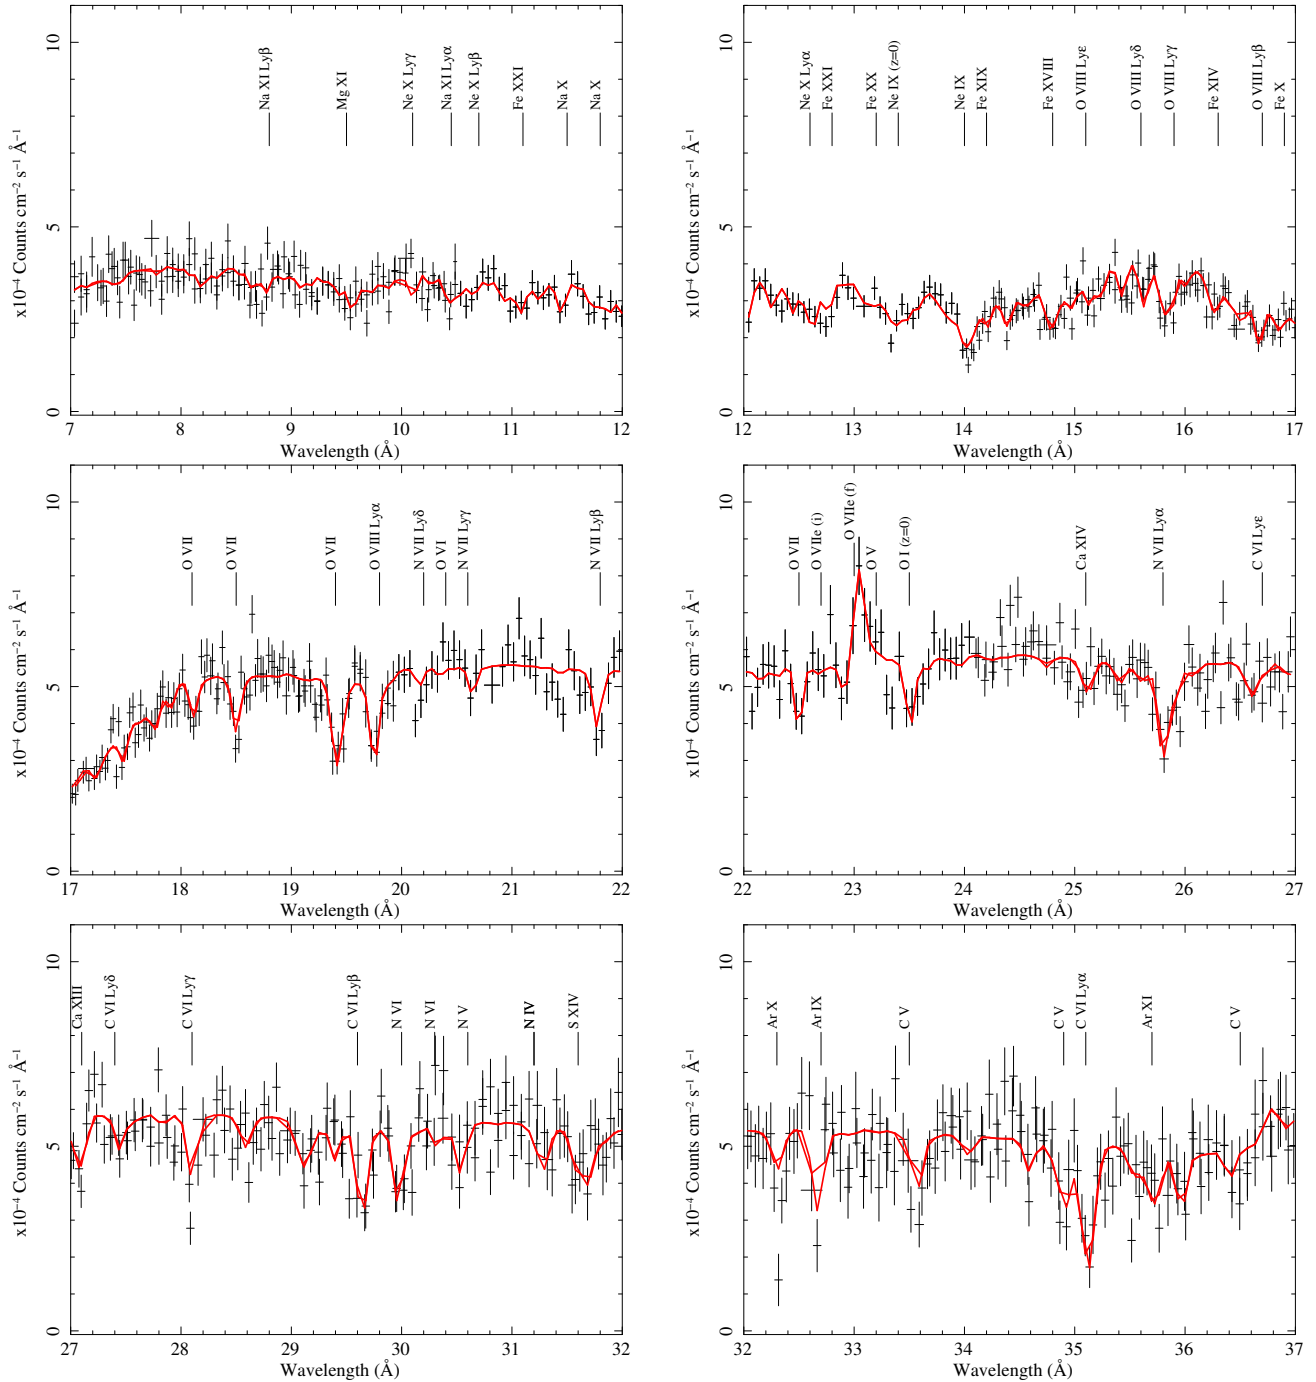 x10⁻⁴ Counts cm⁻² s⁻¹ Å⁻¹
0
5
10
Na XI Lyβ
Mg XI
Ne X Lyγ
Na XI Lyα
Ne X Lyβ
Fe XXI
Na X
Na X
7
8
9
10
11
12
Wavelength (Å)
x10⁻⁴ Counts cm⁻² s⁻¹ Å⁻¹
0
5
10
Ne X Lyα
Fe XXI
Fe XX
Ne IX (z=0)
Ne IX
Fe XIX
Fe XVIII
O VIII Lyε
O VIII Lyδ
O VIII Lyγ
Fe XIV
O VIII Lyβ
Fe X
12
13
14
15
16
17
Wavelength (Å)
x10⁻⁴ Counts cm⁻² s⁻¹ Å⁻¹
0
5
10
O VII
O VII
O VII
O VIII Lyα
N VII Lyδ
O VI
N VII Lyγ
N VII Lyβ
17
18
19
20
21
22
Wavelength (Å)
x10⁻⁴ Counts cm⁻² s⁻¹ Å⁻¹
0
5
10
O VII
O VIIe (i)
O VIIe (f)
O V
O I (z=0)
Ca XIV
N VII Lyα
C VI Lyε
22
23
24
25
26
27
Wavelength (Å)
x10⁻⁴ Counts cm⁻² s⁻¹ Å⁻¹
0
5
10
Ca XIII
C VI Lyδ
C VI Lyγ
C VI Lyβ
N VI
N VI
N V
N IV
S XIV
27
28
29
30
31
32
Wavelength (Å)
x10⁻⁴ Counts cm⁻² s⁻¹ Å⁻¹
0
5
10
Ar X
Ar IX
C V
C V
C VI Lyα
Ar XI
C V
32
33
34
35
36
37
Wavelength (Å)